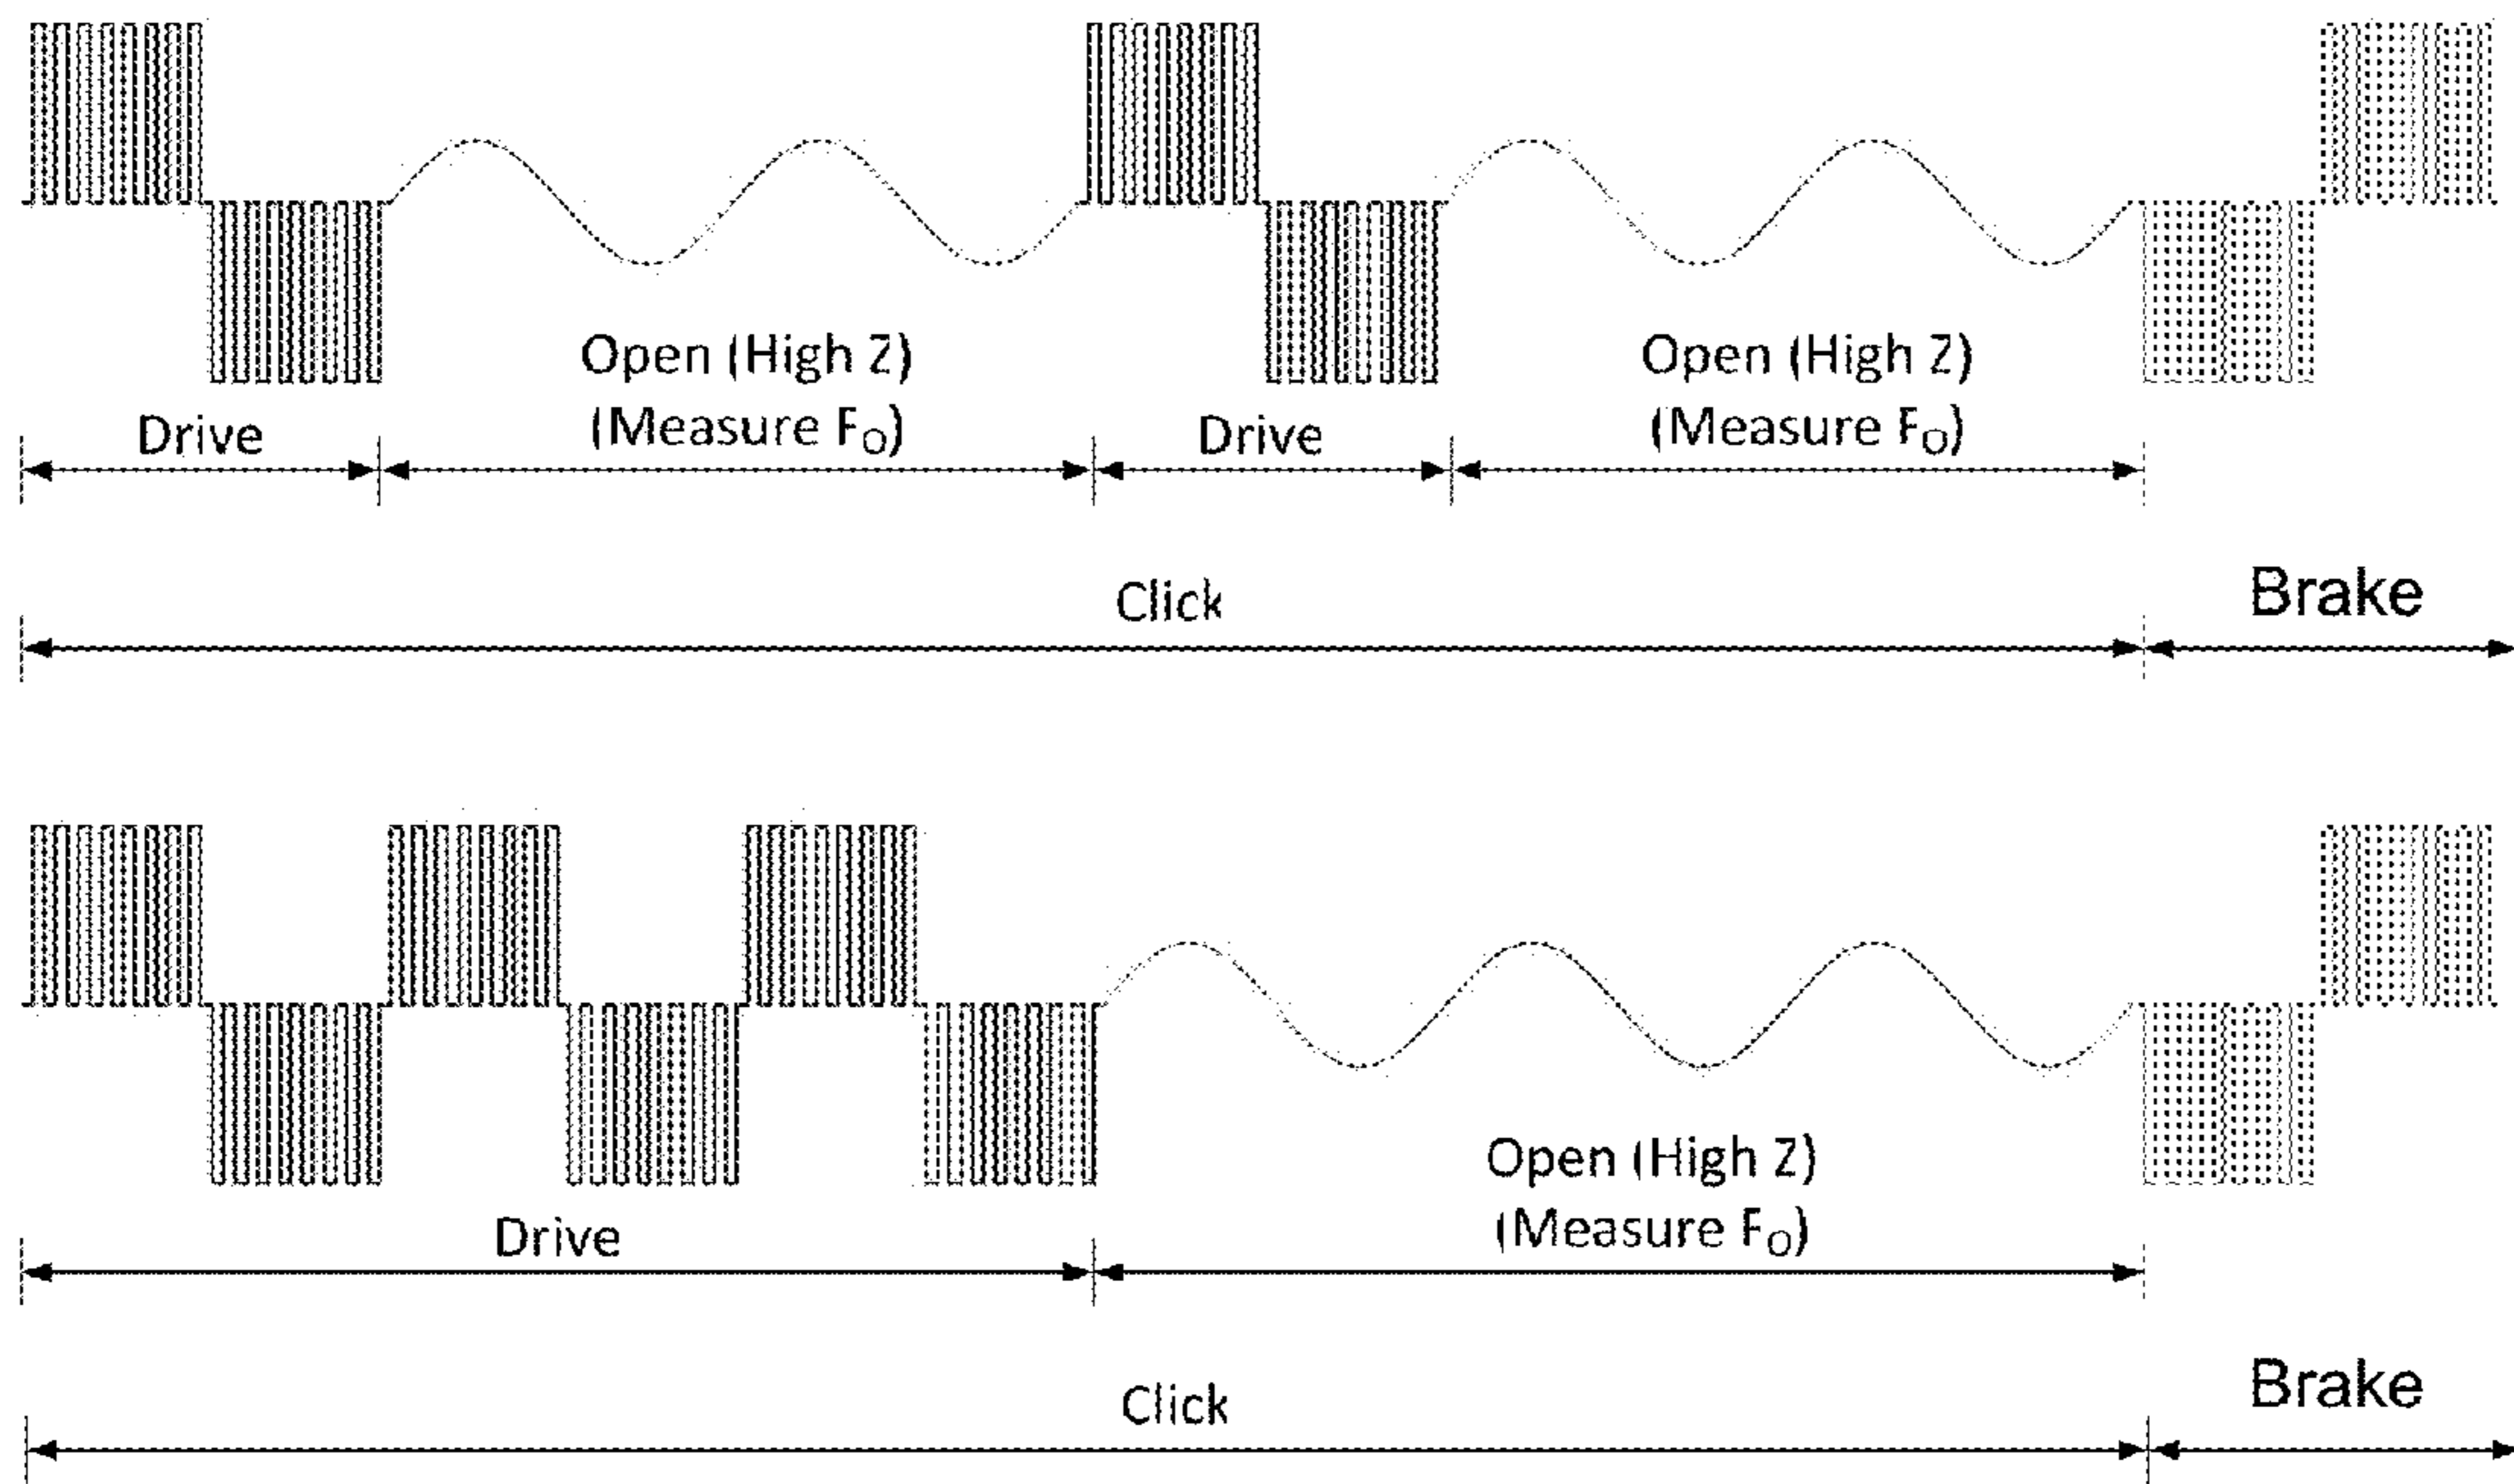 Open (High Z)
(Measure FO)
Drive
Open (High Z)
(Measure FO)
Drive
Click
Brake
Open (High Z)
(Measure FO)
Drive
Click
Brake